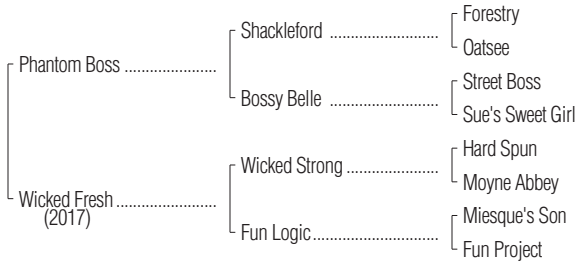 Forestry
Shackleford ..........................
Oatsee
Phantom Boss ......................
Street Boss
Bossy Belle ..........................
Sue's Sweet Girl
Hard Spun
Wicked Strong ......................
Moyne Abbey
Wicked Fresh ........................
(2017)
Miesque's Son
Fun Logic..............................
Fun Project